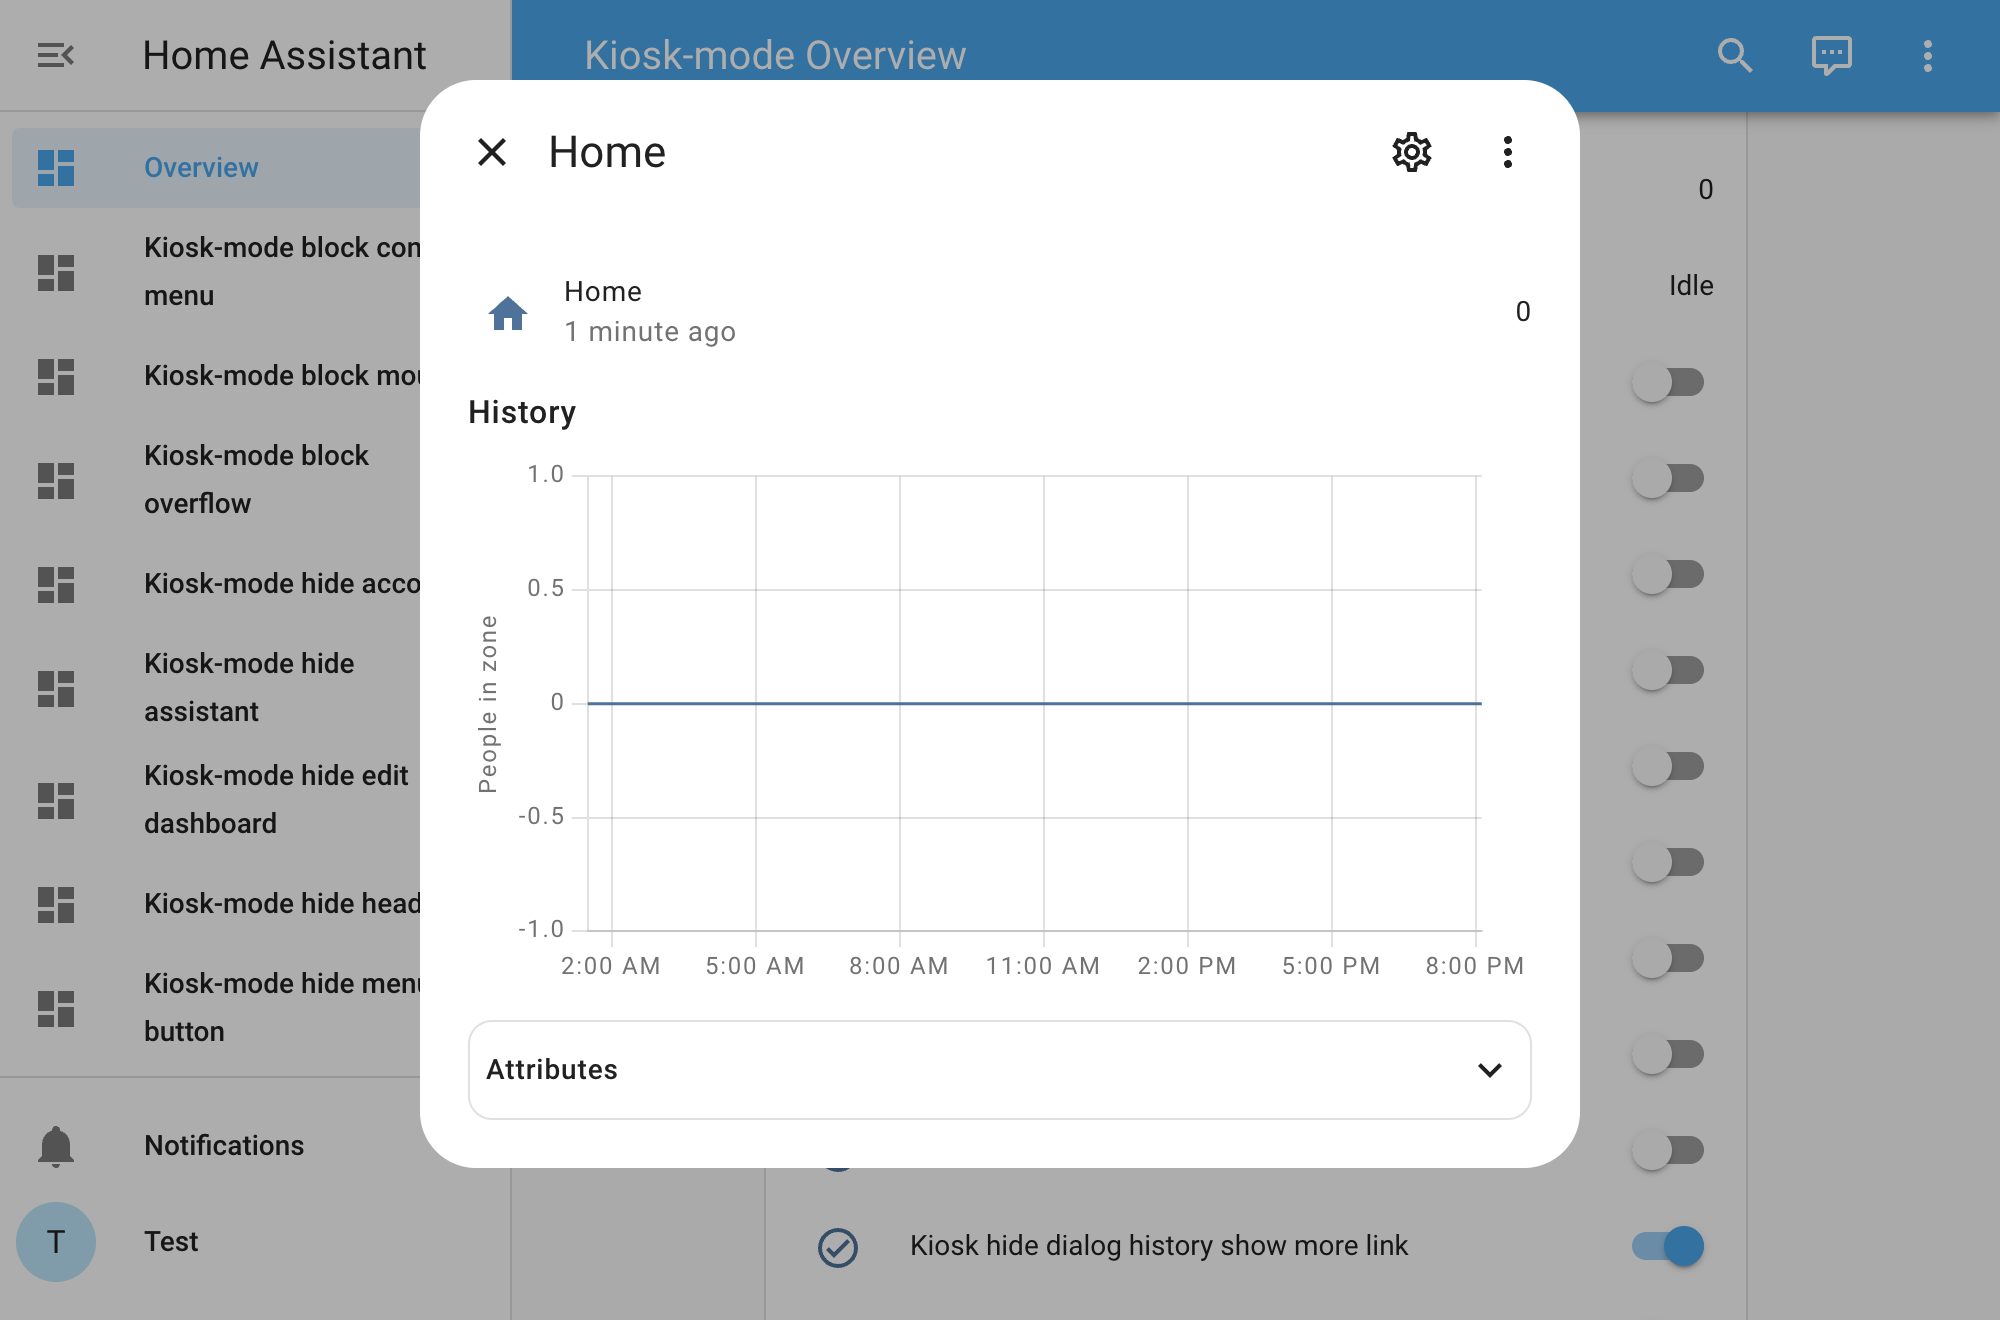 Home Assistant
Kiosk-mode Overview
Overview
Kiosk-mode block con
menu
Kiosk-mode block mou
Kiosk-mode block
overflow
Kiosk-mode hide acco
Kiosk-mode hide
assistant
Kiosk-mode hide edit
dashboard
Kiosk-mode hide head
Kiosk-mode hide menu
button
Notifications
T
Test
Home
Home
1 minute ago
0
History
People in zone
1.0
0.5
0
-0.5
-1.0
2:00 AM 5:00 AM 8:00 AM 11:00 AM 2:00 PM 5:00 PM 8:00 PM
Attributes
0
Idle
Kiosk hide dialog history show more link